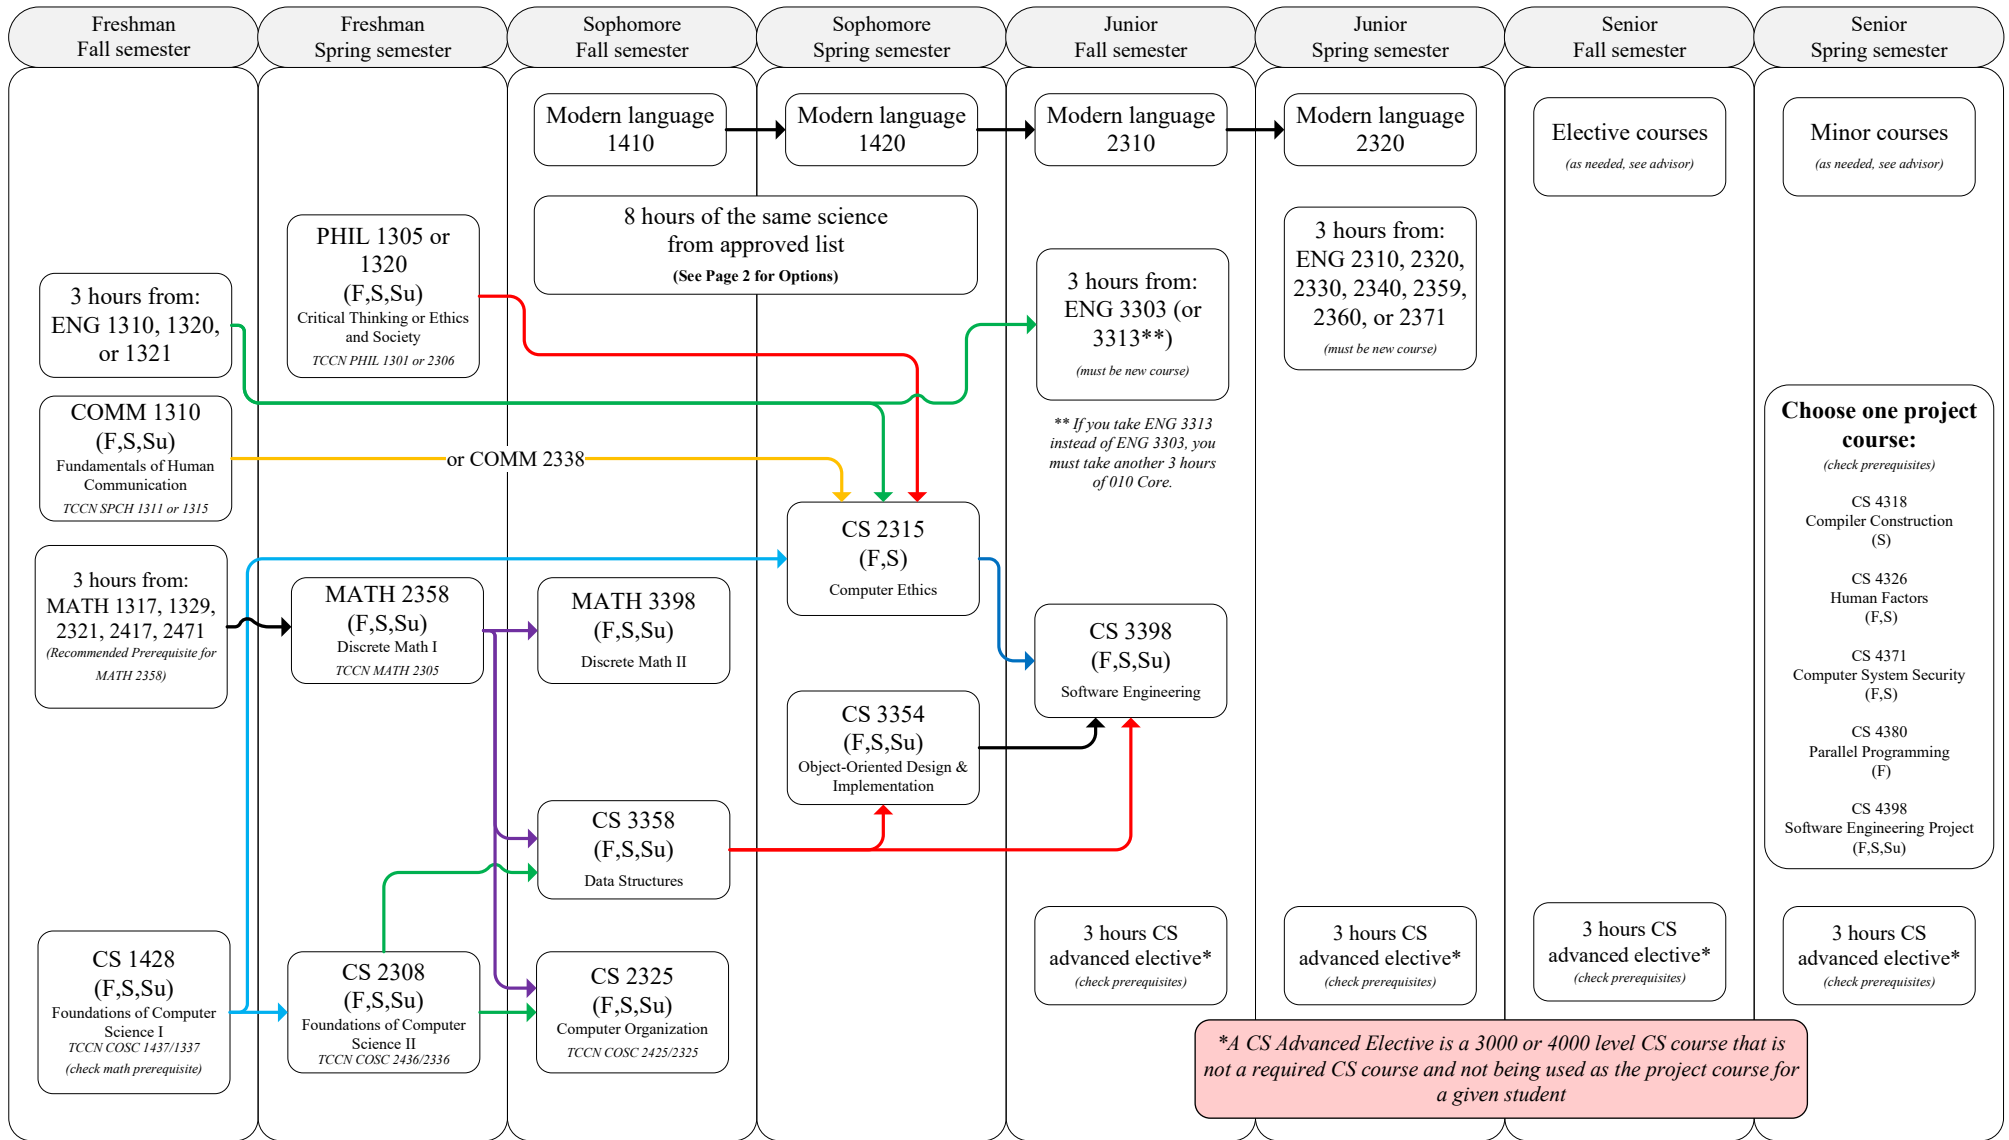 Freshman
Fall semester
Freshman
Spring semester
Sophomore
Fall semester
Sophomore
Spring semester
Junior
Fall semester
Junior
Spring semester
Senior
Fall semester
Senior
Spring semester
3 hours from:
ENG 1310, 1320,
or 1321
COMM 1310
(F,S,Su)
Fundamentals of Human
Communication
TCCN SPCH 1311 or 1315
3 hours from:
MATH 1317, 1329,
2321, 2417, 2471
(Recommended Prerequisite for
MATH 2358)
CS 1428
(F,S,Su)
Foundations of Computer
Science I
TCCN COSC 1437/1337
(check math prerequisite)
PHIL 1305 or
1320
(F,S,Su)
Critical Thinking or Ethics
and Society
TCCN PHIL 1301 or 2306
or COMM 2338
MATH 2358
(F,S,Su)
Discrete Math I
TCCN MATH 2305
CS 2308
(F,S,Su)
Foundations of Computer
Science II
TCCN COSC 2436/2336
Modern language
1410
8 hours of the same science
from approved list
(See Page 2 for Options)
MATH 3398
(F,S,Su)
Discrete Math II
CS 3358
(F,S,Su)
Data Structures
CS 2325
(F,S,Su)
Computer Organization
TCCN COSC 2425/2325
Modern language
1420
CS 2315
(F,S)
Computer Ethics
CS 3354
(F,S,Su)
Object-Oriented Design &
Implementation
Modern language
2310
3 hours from:
ENG 3303 (or
3313**)
(must be new course)
** If you take ENG 3313
instead of ENG 3303, you
must take another 3 hours
of 010 Core.
CS 3398
(F,S,Su)
Software Engineering
3 hours CS
advanced elective*
(check prerequisites)
Modern language
2320
3 hours from:
ENG 2310, 2320,
2330, 2340, 2359,
2360, or 2371
(must be new course)
3 hours CS
advanced elective*
(check prerequisites)
Elective courses
(as needed, see advisor)
3 hours CS
advanced elective*
(check prerequisites)
Minor courses
(as needed, see advisor)
Choose one project
course:
(check prerequisites)
CS 4318
Compiler Construction
(S)
CS 4326
Human Factors
(F,S)
CS 4371
Computer System Security
(F,S)
CS 4380
Parallel Programming
(F)
CS 4398
Software Engineering Project
(F,S,Su)
3 hours CS
advanced elective*
(check prerequisites)
*A CS Advanced Elective is a 3000 or 4000 level CS course that is
not a required CS course and not being used as the project course for
a given student